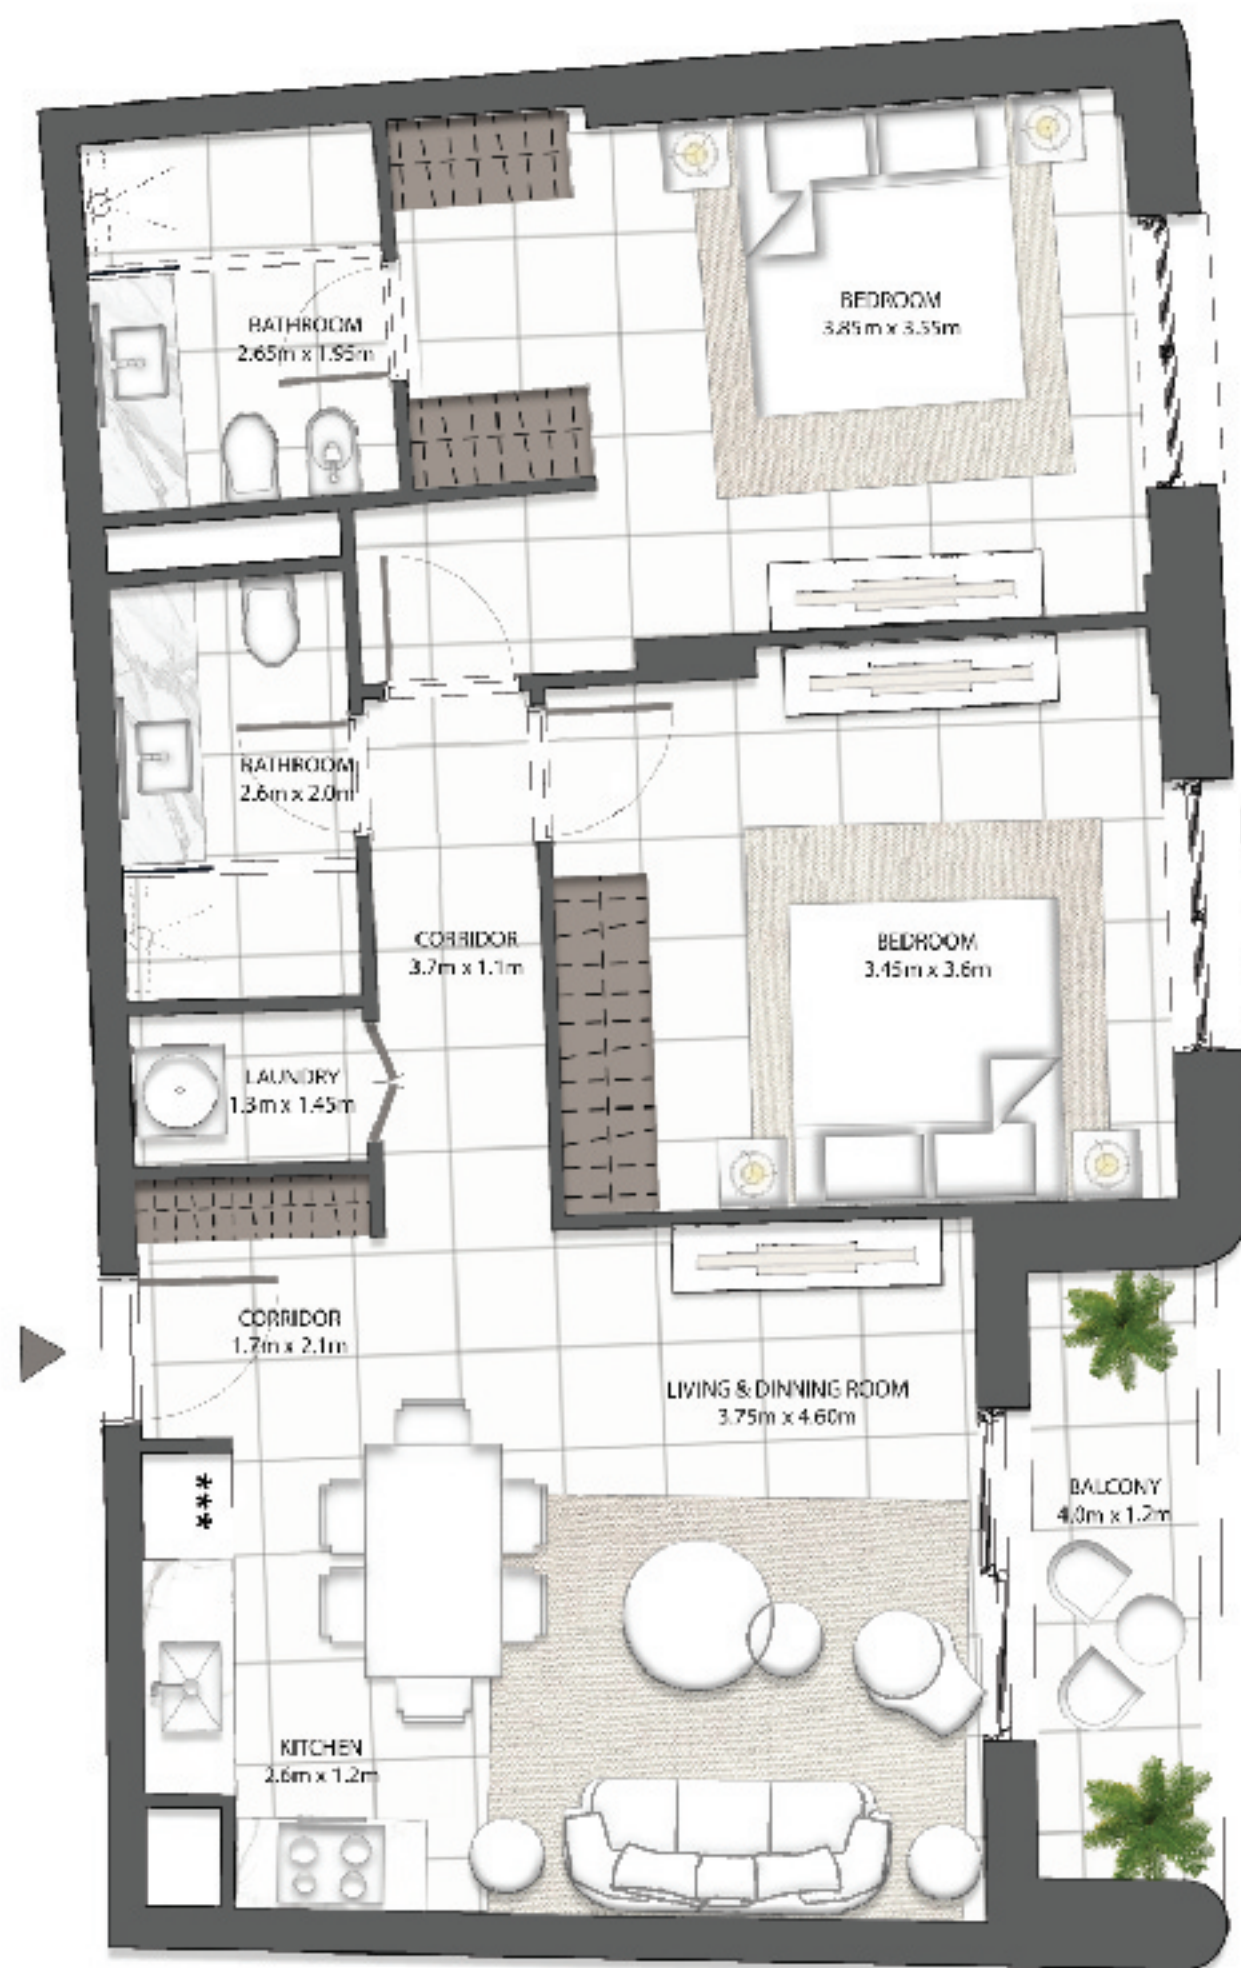 BATHROOM
2.65m x 1.95m
BEDROOM
3.85m x 3.55m
BATHROOM
2.6m x 2.0m
CORRIDOR
3.7m x 1.1m
BEDROOM
3.45m x 3.6m
LAUNDRY
1.3m x 1.45m
CORRIDOR
1.7m x 2.1m
LIVING & DINNING ROOM
3.75m x 4.60m
***
BALCONY
4.0m x 1.2m
KITCHEN
2.6m x 1.2m